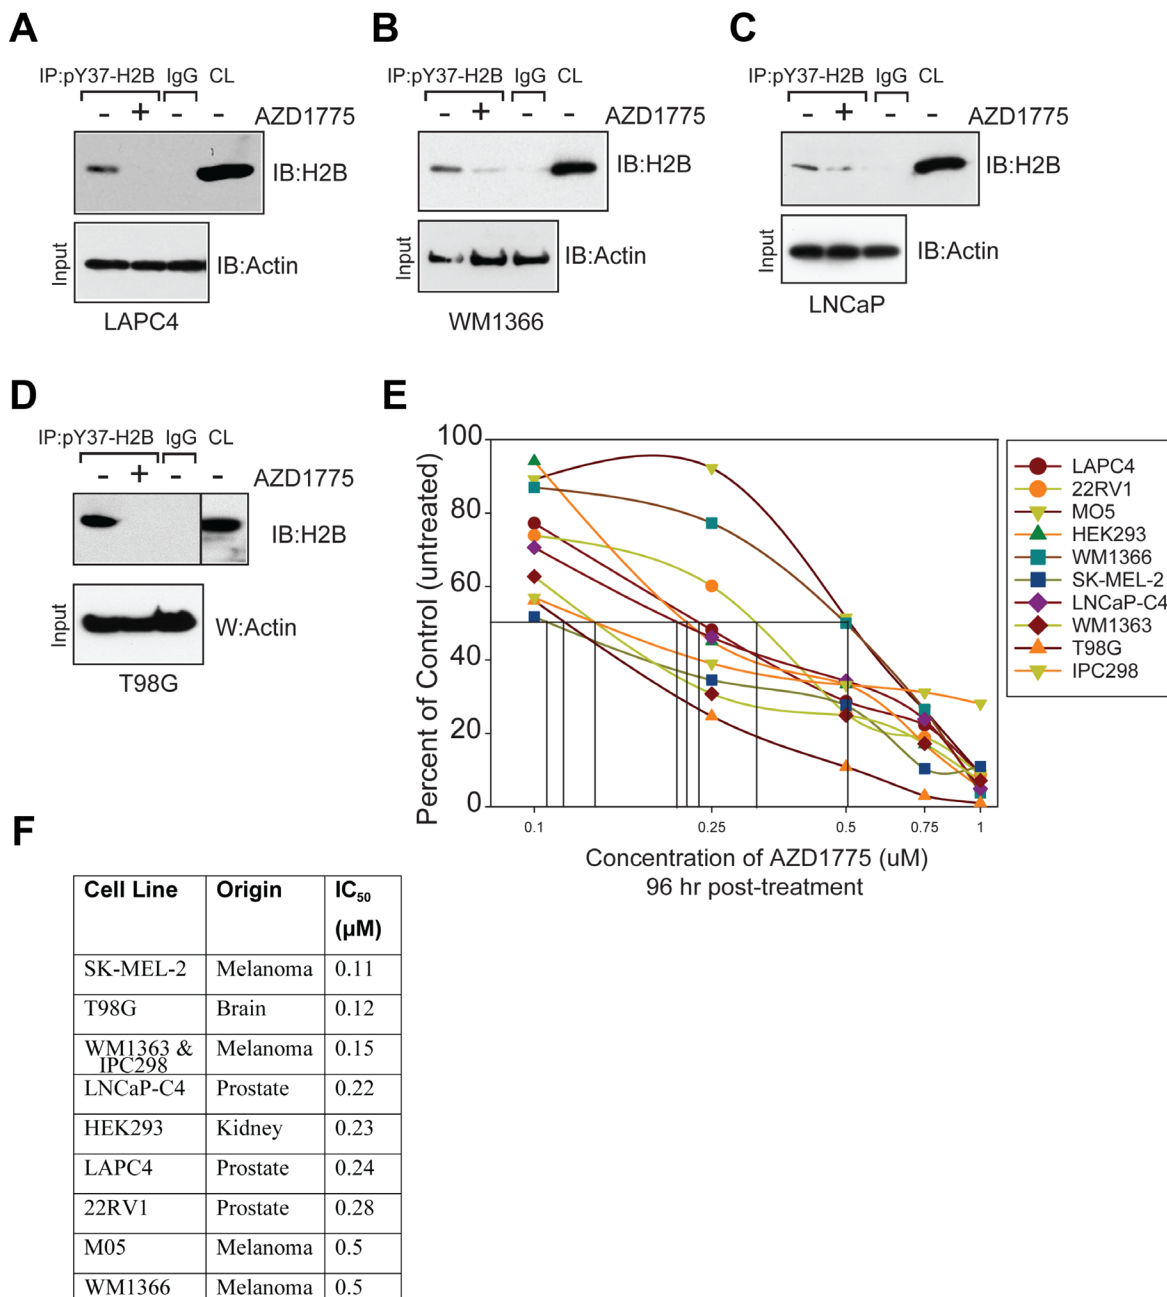 A
IP:pY37-H2B IgG CL
- + - - AZD1775
IB:H2B
Input
IB:Actin
LAPC4
B
IP:pY37-H2B IgG CL
- + - - AZD1775
IB:H2B
Input
IB:Actin
WM1366
C
IP:pY37-H2B IgG CL
- + - - AZD1775
IB:H2B
Input
IB:Actin
LNCaP
D
IP:pY37-H2B IgG CL
- + - - AZD1775
IB:H2B
Input
W:Actin
T98G
E
Percent of Control (untreated)
100
80
60
40
20
0
0.1 0.25 0.5 0.75 1
Concentration of AZD1775 (uM)
96 hr post-treatment
LAPC4
22RV1
MO5
HEK293
WM1366
SK-MEL-2
LNCaP-C4
WM1363
T98G
IPC298
F
Cell Line Origin IC50
(µM)
SK-MEL-2 Melanoma 0.11
T98G Brain 0.12
WM1363 & Melanoma 0.15
IPC298
LNCaP-C4 Prostate 0.22
HEK293 Kidney 0.23
LAPC4 Prostate 0.24
22RV1 Prostate 0.28
M05 Melanoma 0.5
WM1366 Melanoma 0.5